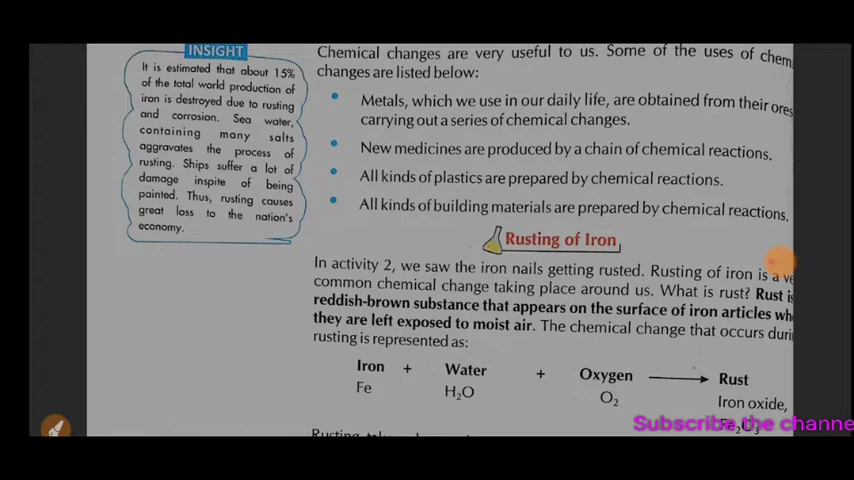 INSIGHT
It is estimated that about 15%
of the total world production of
iron is destroyed due to rusting
and corrosion. Sea water,
containing many salts
aggravates the process of
rusting. Ships suffer a lot of
damage inspite of being
painted. Thus, rusting causes
great loss to the nation's
economy.
Chemical changes are very useful to us. Some of the uses of chem
changes are listed below:
• Metals, which we use in our daily life, are obtained from their ores
carrying out a series of chemical changes.
• New medicines are produced by a chain of chemical reactions.
• All kinds of plastics are prepared by chemical reactions.
• All kinds of building materials are prepared by chemical reactions.
Rusting of Iron
In activity 2, we saw the iron nails getting rusted. Rusting of iron is a ve
common chemical change taking place around us. What is rust? Rust is
reddish-brown substance that appears on the surface of iron articles wh
they are left exposed to moist air. The chemical change that occurs duri
rusting is represented as:
Iron + Water + Oxygen ⟶ Rust
Fe H₂O O₂ Iron oxide,
Fe₂O₃
Subscribe the channe